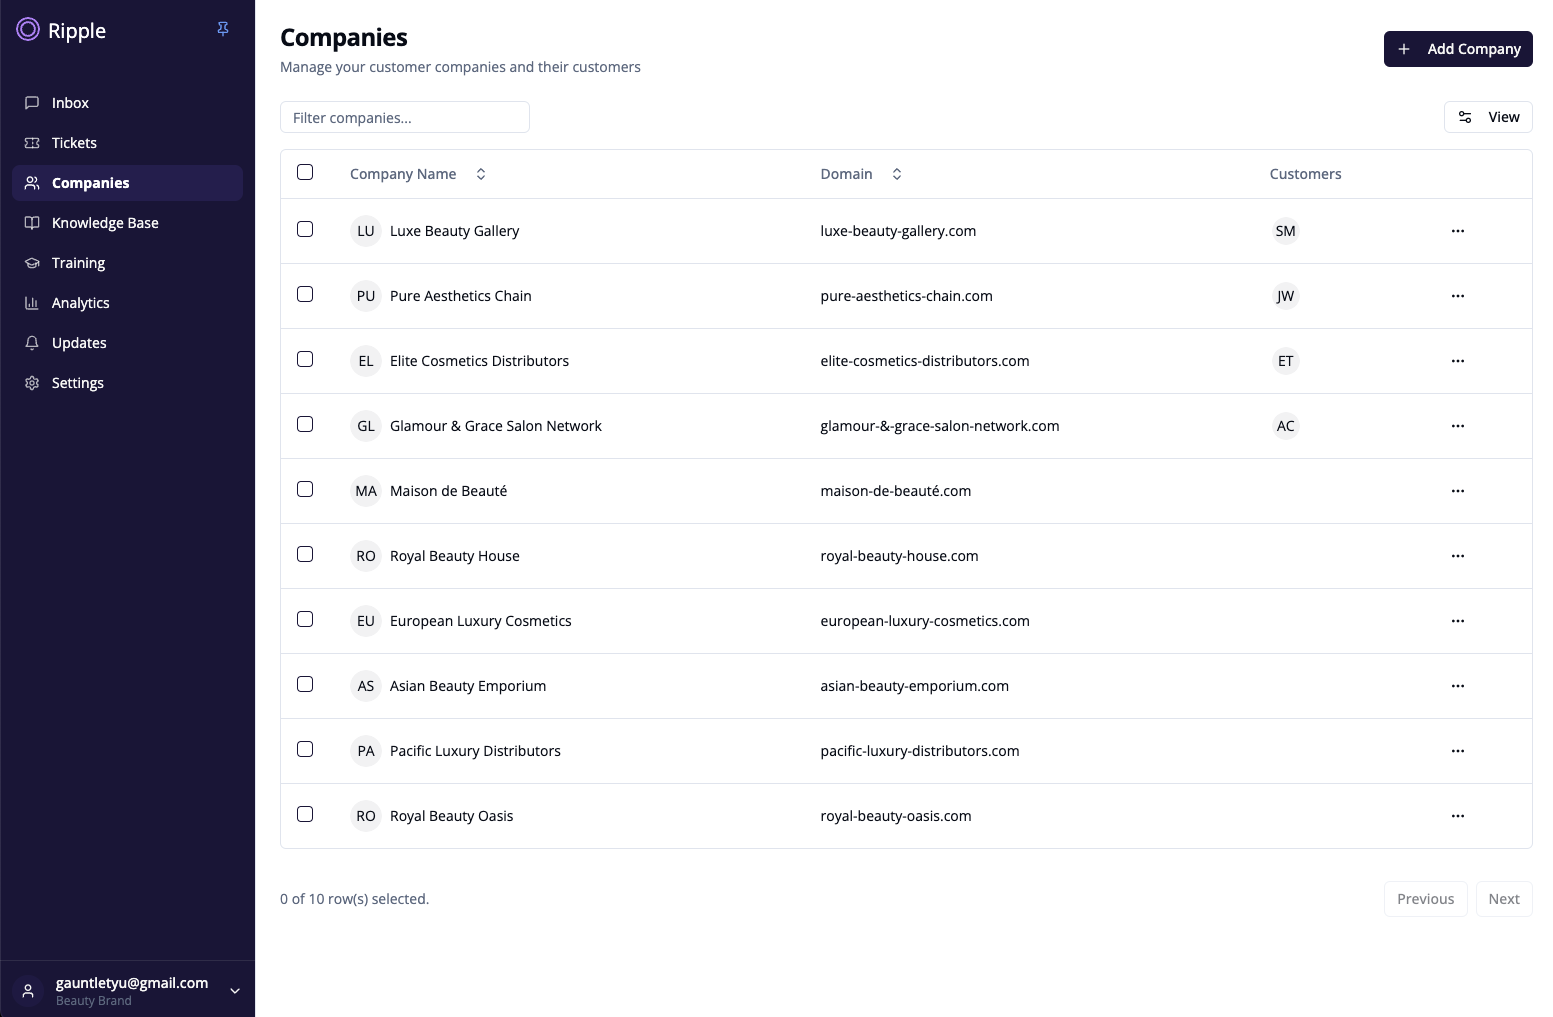 Ripple
Inbox
Tickets
Companies
Knowledge Base
Training
Analytics
Updates
Settings
gauntletyu@gmail.com
Beauty Brand
Companies
Manage your customer companies and their customers
Add Company
Filter companies...
View
Company Name Domain Customers
LU Luxe Beauty Gallery luxe-beauty-gallery.com SM
PU Pure Aesthetics Chain pure-aesthetics-chain.com JW
EL Elite Cosmetics Distributors elite-cosmetics-distributors.com ET
GL Glamour & Grace Salon Network glamour-&-grace-salon-network.com AC
MA Maison de Beauté maison-de-beauté.com
RO Royal Beauty House royal-beauty-house.com
EU European Luxury Cosmetics european-luxury-cosmetics.com
AS Asian Beauty Emporium asian-beauty-emporium.com
PA Pacific Luxury Distributors pacific-luxury-distributors.com
RO Royal Beauty Oasis royal-beauty-oasis.com
0 of 10 row(s) selected.
Previous Next